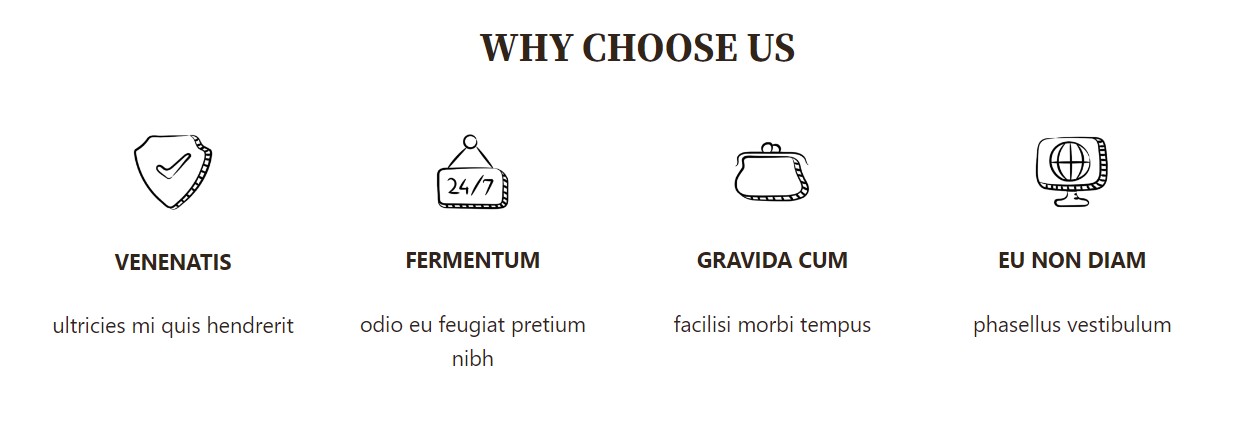 WHY CHOOSE US
24/7
VENENATIS
ultricies mi quis hendrerit
FERMENTUM
odio eu feugiat pretium
nibh
GRAVIDA CUM
facilisi morbi tempus
EU NON DIAM
phasellus vestibulum